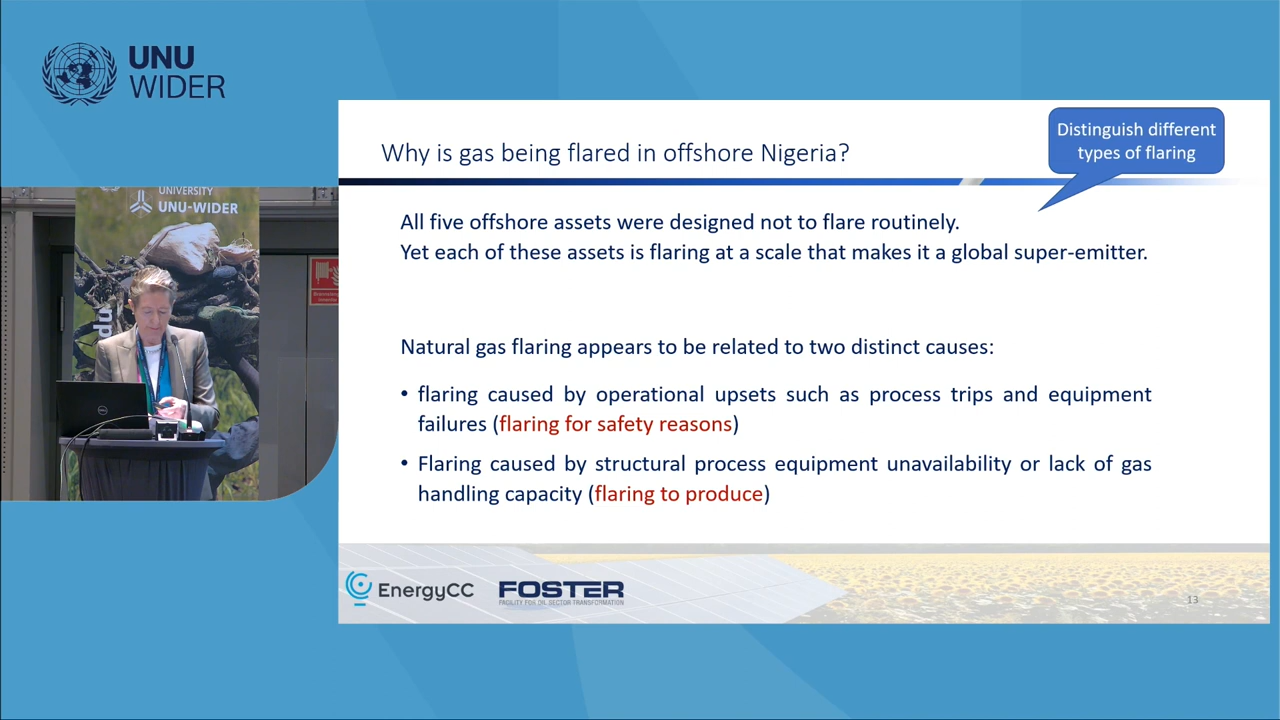 UNU
WIDER
UNIVERSITY
UNU-WIDER
Distinguish different
types of flaring
Why is gas being flared in offshore Nigeria?
All five offshore assets were designed not to flare routinely.
Yet each of these assets is flaring at a scale that makes it a global super-emitter.
Natural gas flaring appears to be related to two distinct causes:
• flaring caused by operational upsets such as process trips and equipment
failures (flaring for safety reasons)
• Flaring caused by structural process equipment unavailability or lack of gas
handling capacity (flaring to produce)
EnergyCC
FOSTER
FACILITY FOR OIL SECTOR TRANSFORMATION
13